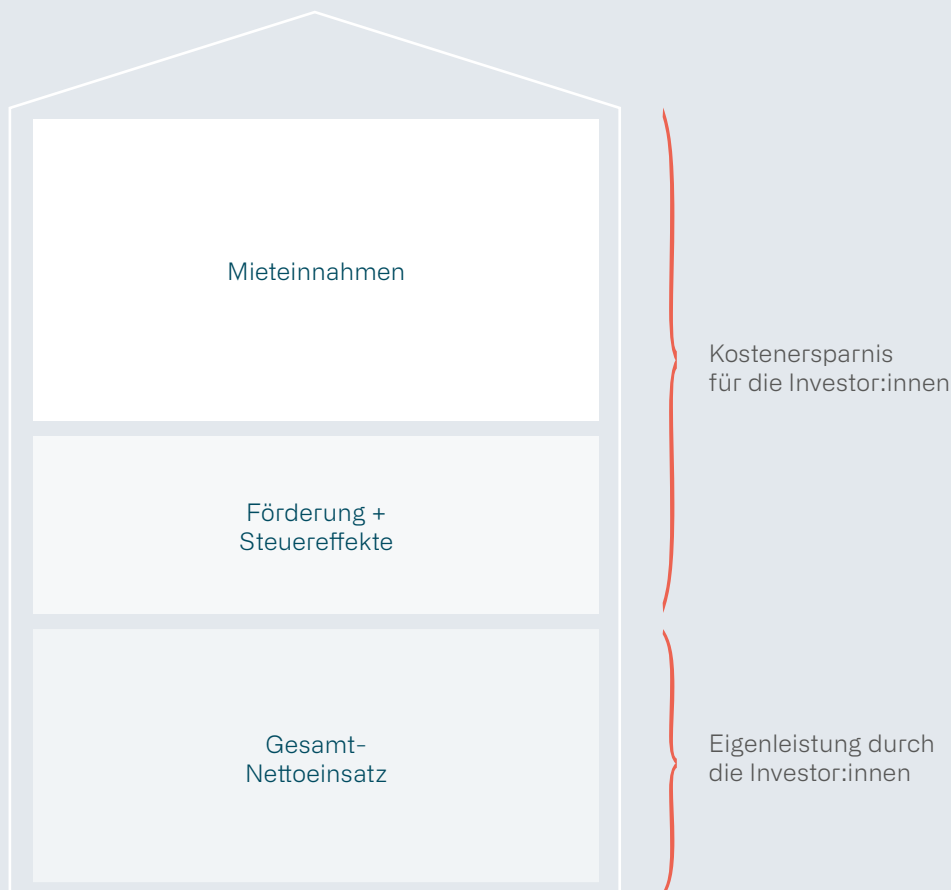 Mieteinnahmen
Kostenersparnis
für die Investor:innen
Förderung +
Steuereffekte
Gesamt-
Nettoeinsatz
Eigenleistung durch
die Investor:innen